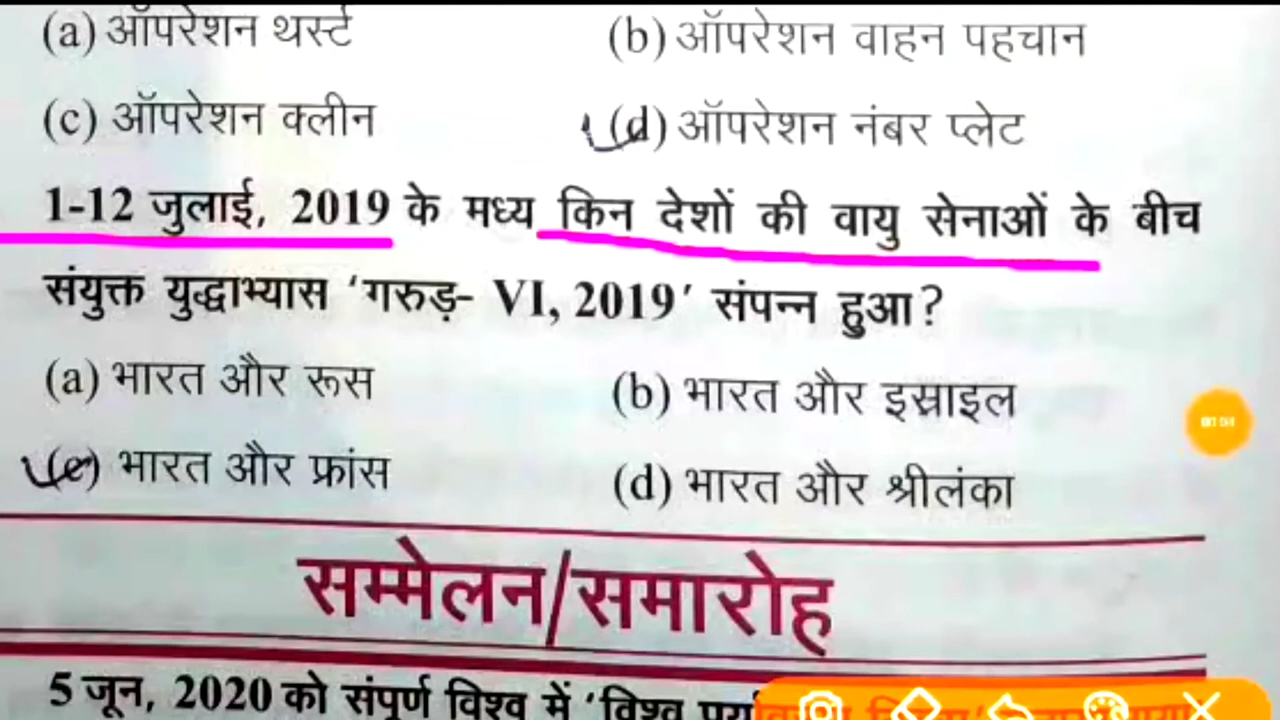 (a) ऑपरेशन थर्स्ट (b) ऑपरेशन वाहन पहचान
(c) ऑपरेशन क्लीन (d) ऑपरेशन नंबर प्लेट
1-12 जुलाई, 2019 के मध्य किन देशों की वायु सेनाओं के बीच
संयुक्त युद्धाभ्यास ‘गरुड़- VI, 2019’ संपन्न हुआ?
(a) भारत और रूस (b) भारत और इस्राइल
(c) भारत और फ्रांस (d) भारत और श्रीलंका
सम्मेलन/समारोह
5 जून, 2020 को संपूर्ण विश्व में ‘विश्व